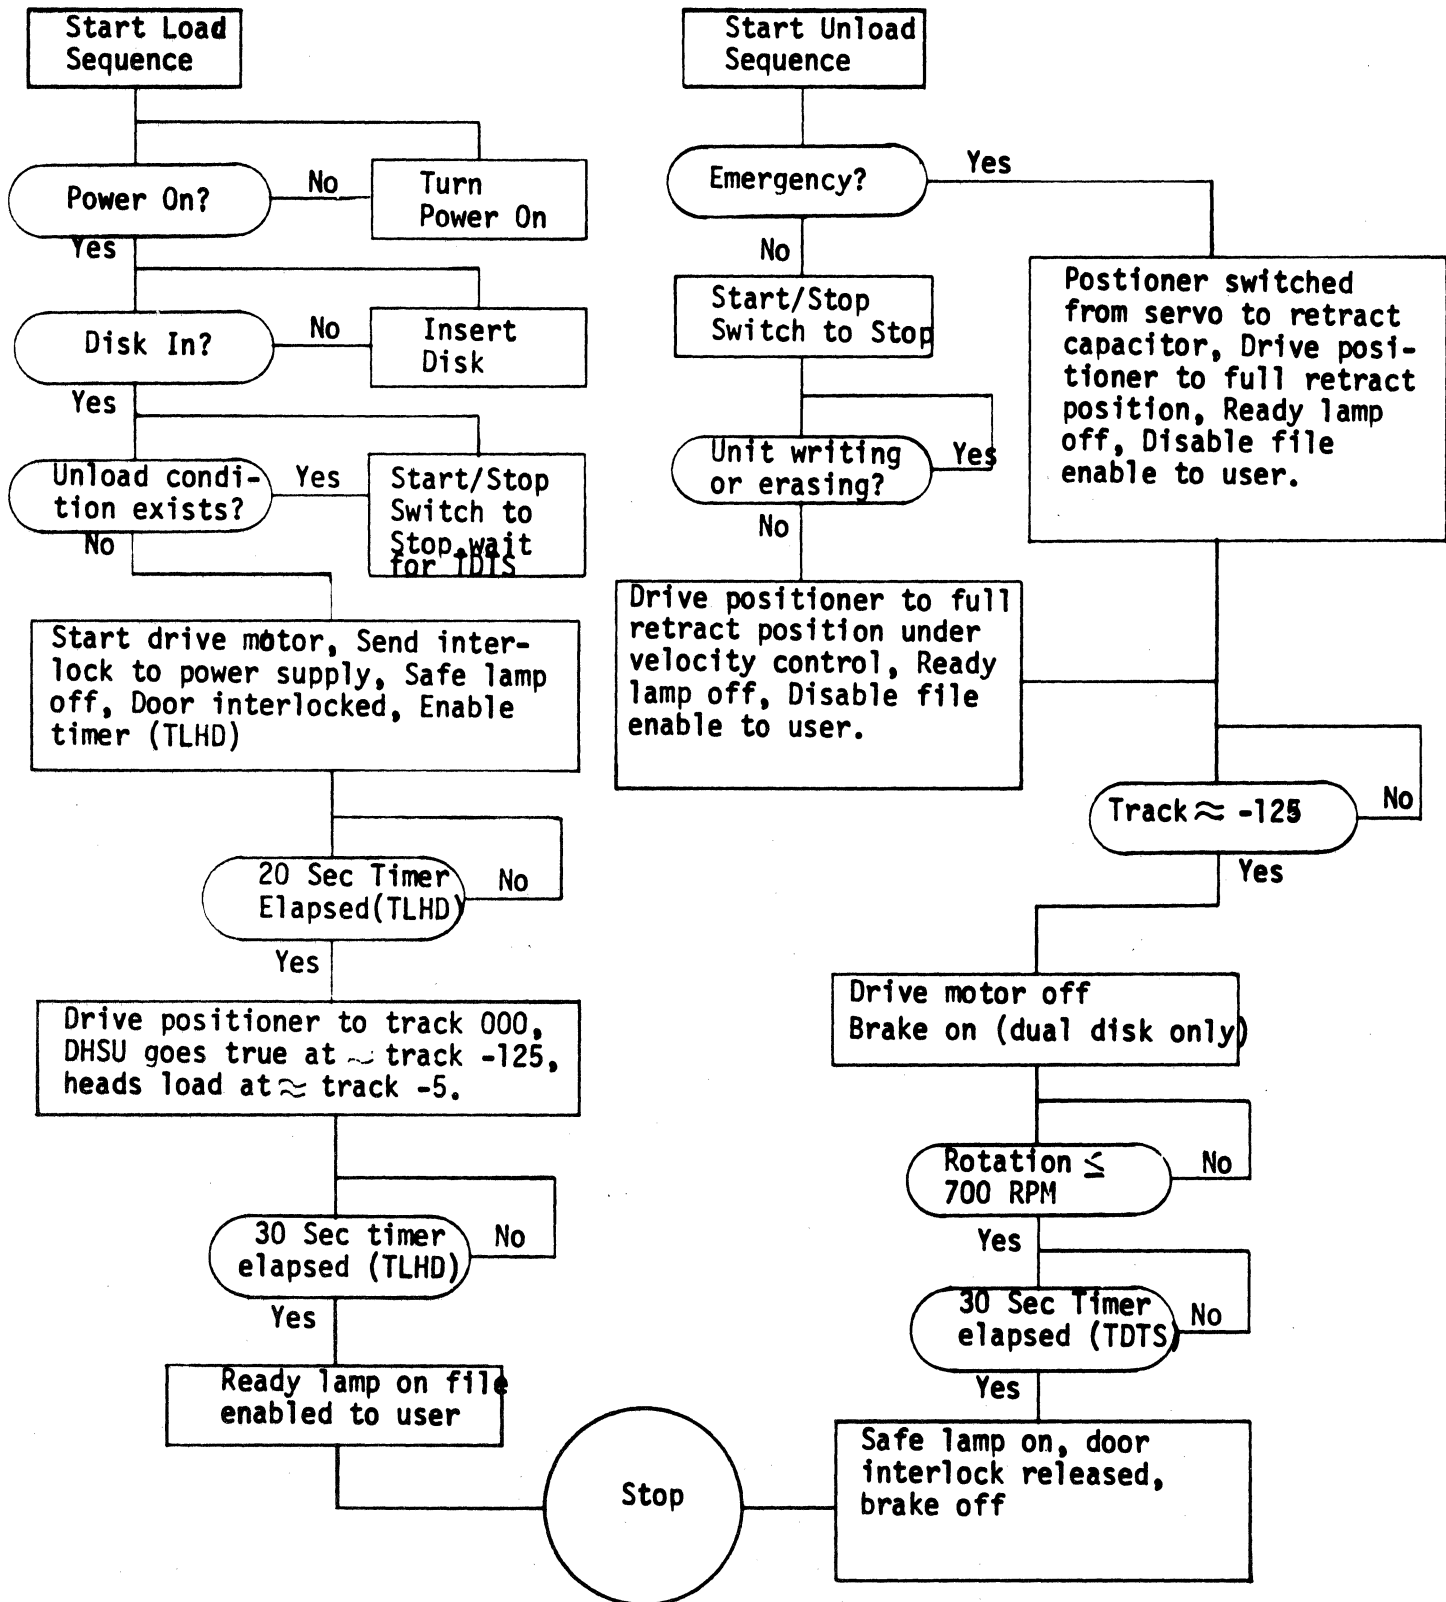 Start Load
Sequence
Power On?
No
Turn
Power On
Yes
Disk In?
No
Insert
Disk
Yes
Unload condi-
tion exists?
Yes
Start/Stop
Switch to
Stop,wait
for TDTS
No
Start drive motor, Send inter-
lock to power supply, Safe lamp
off, Door interlocked, Enable
timer (TLHD)
20 Sec Timer
Elapsed(TLHD)
No
Yes
Drive positioner to track 000,
DHSU goes true at ~ track -125,
heads load at ≈ track -5.
30 Sec timer
elapsed (TLHD)
No
Yes
Ready lamp on file
enabled to user
Start Unload
Sequence
Emergency?
Yes
No
Start/Stop
Switch to Stop
Unit writing
or erasing?
Yes
No
Drive positioner to full
retract position under
velocity control, Ready
lamp off, Disable file
enable to user.
Postioner switched
from servo to retract
capacitor, Drive posi-
tioner to full retract
position, Ready lamp
off, Disable file
enable to user.
Track ≈ -125
No
Yes
Drive motor off
Brake on (dual disk only)
Rotation ≤
700 RPM
No
Yes
30 Sec Timer
elapsed (TDTS)
No
Yes
Safe lamp on, door
interlock released,
brake off
Stop